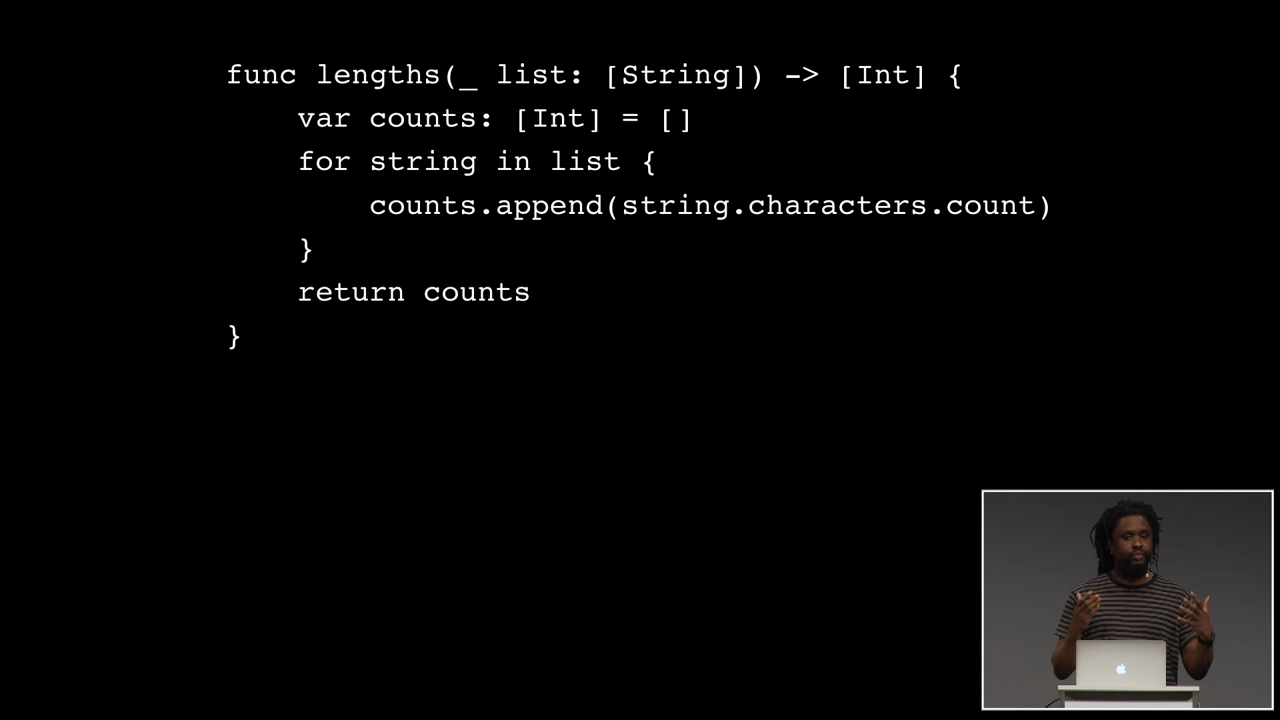 func lengths(_ list: [String]) -> [Int] {
    var counts: [Int] = []
    for string in list {
        counts.append(string.characters.count)
    }
    return counts
}